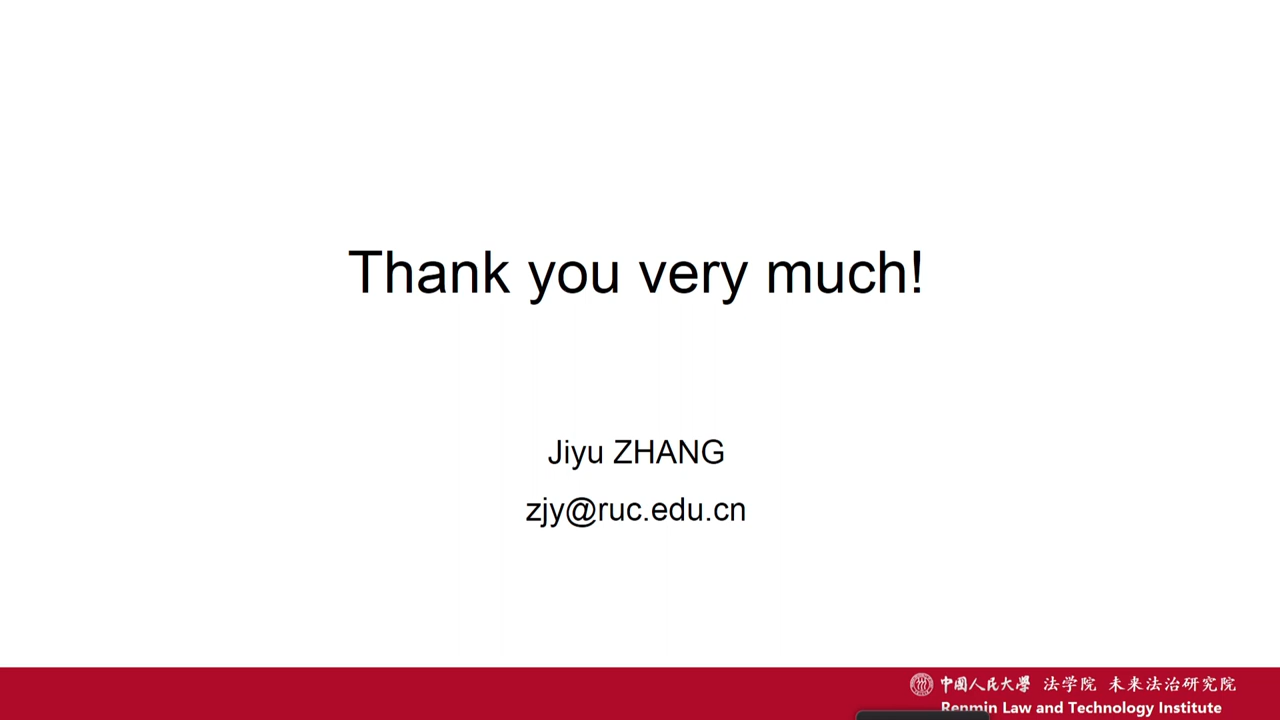 Thank you very much!
Jiyu ZHANG
zjy@ruc.edu.cn
中國人民大學 法学院 未来法治研究院
Renmin Law and Technology Institute